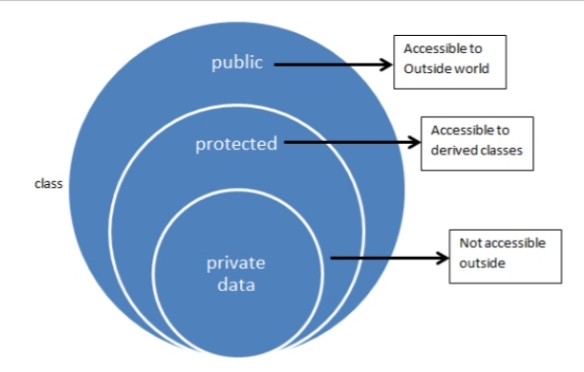 public
Accessible to
Outside world
protected
Accessible to
derived classes
class
private
data
Not accessible
outside